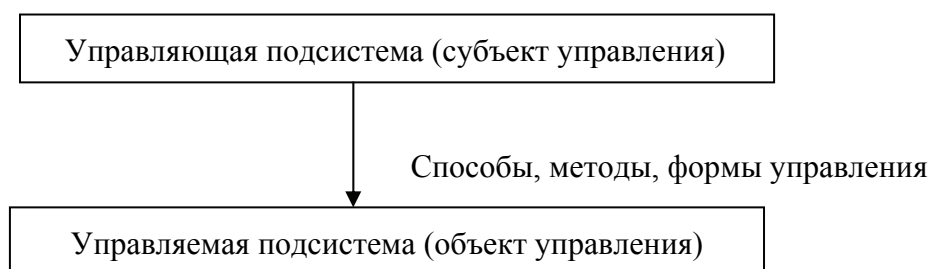 Управляющая подсистема (субъект управления)
Способы, методы, формы управления
Управляемая подсистема (объект управления)